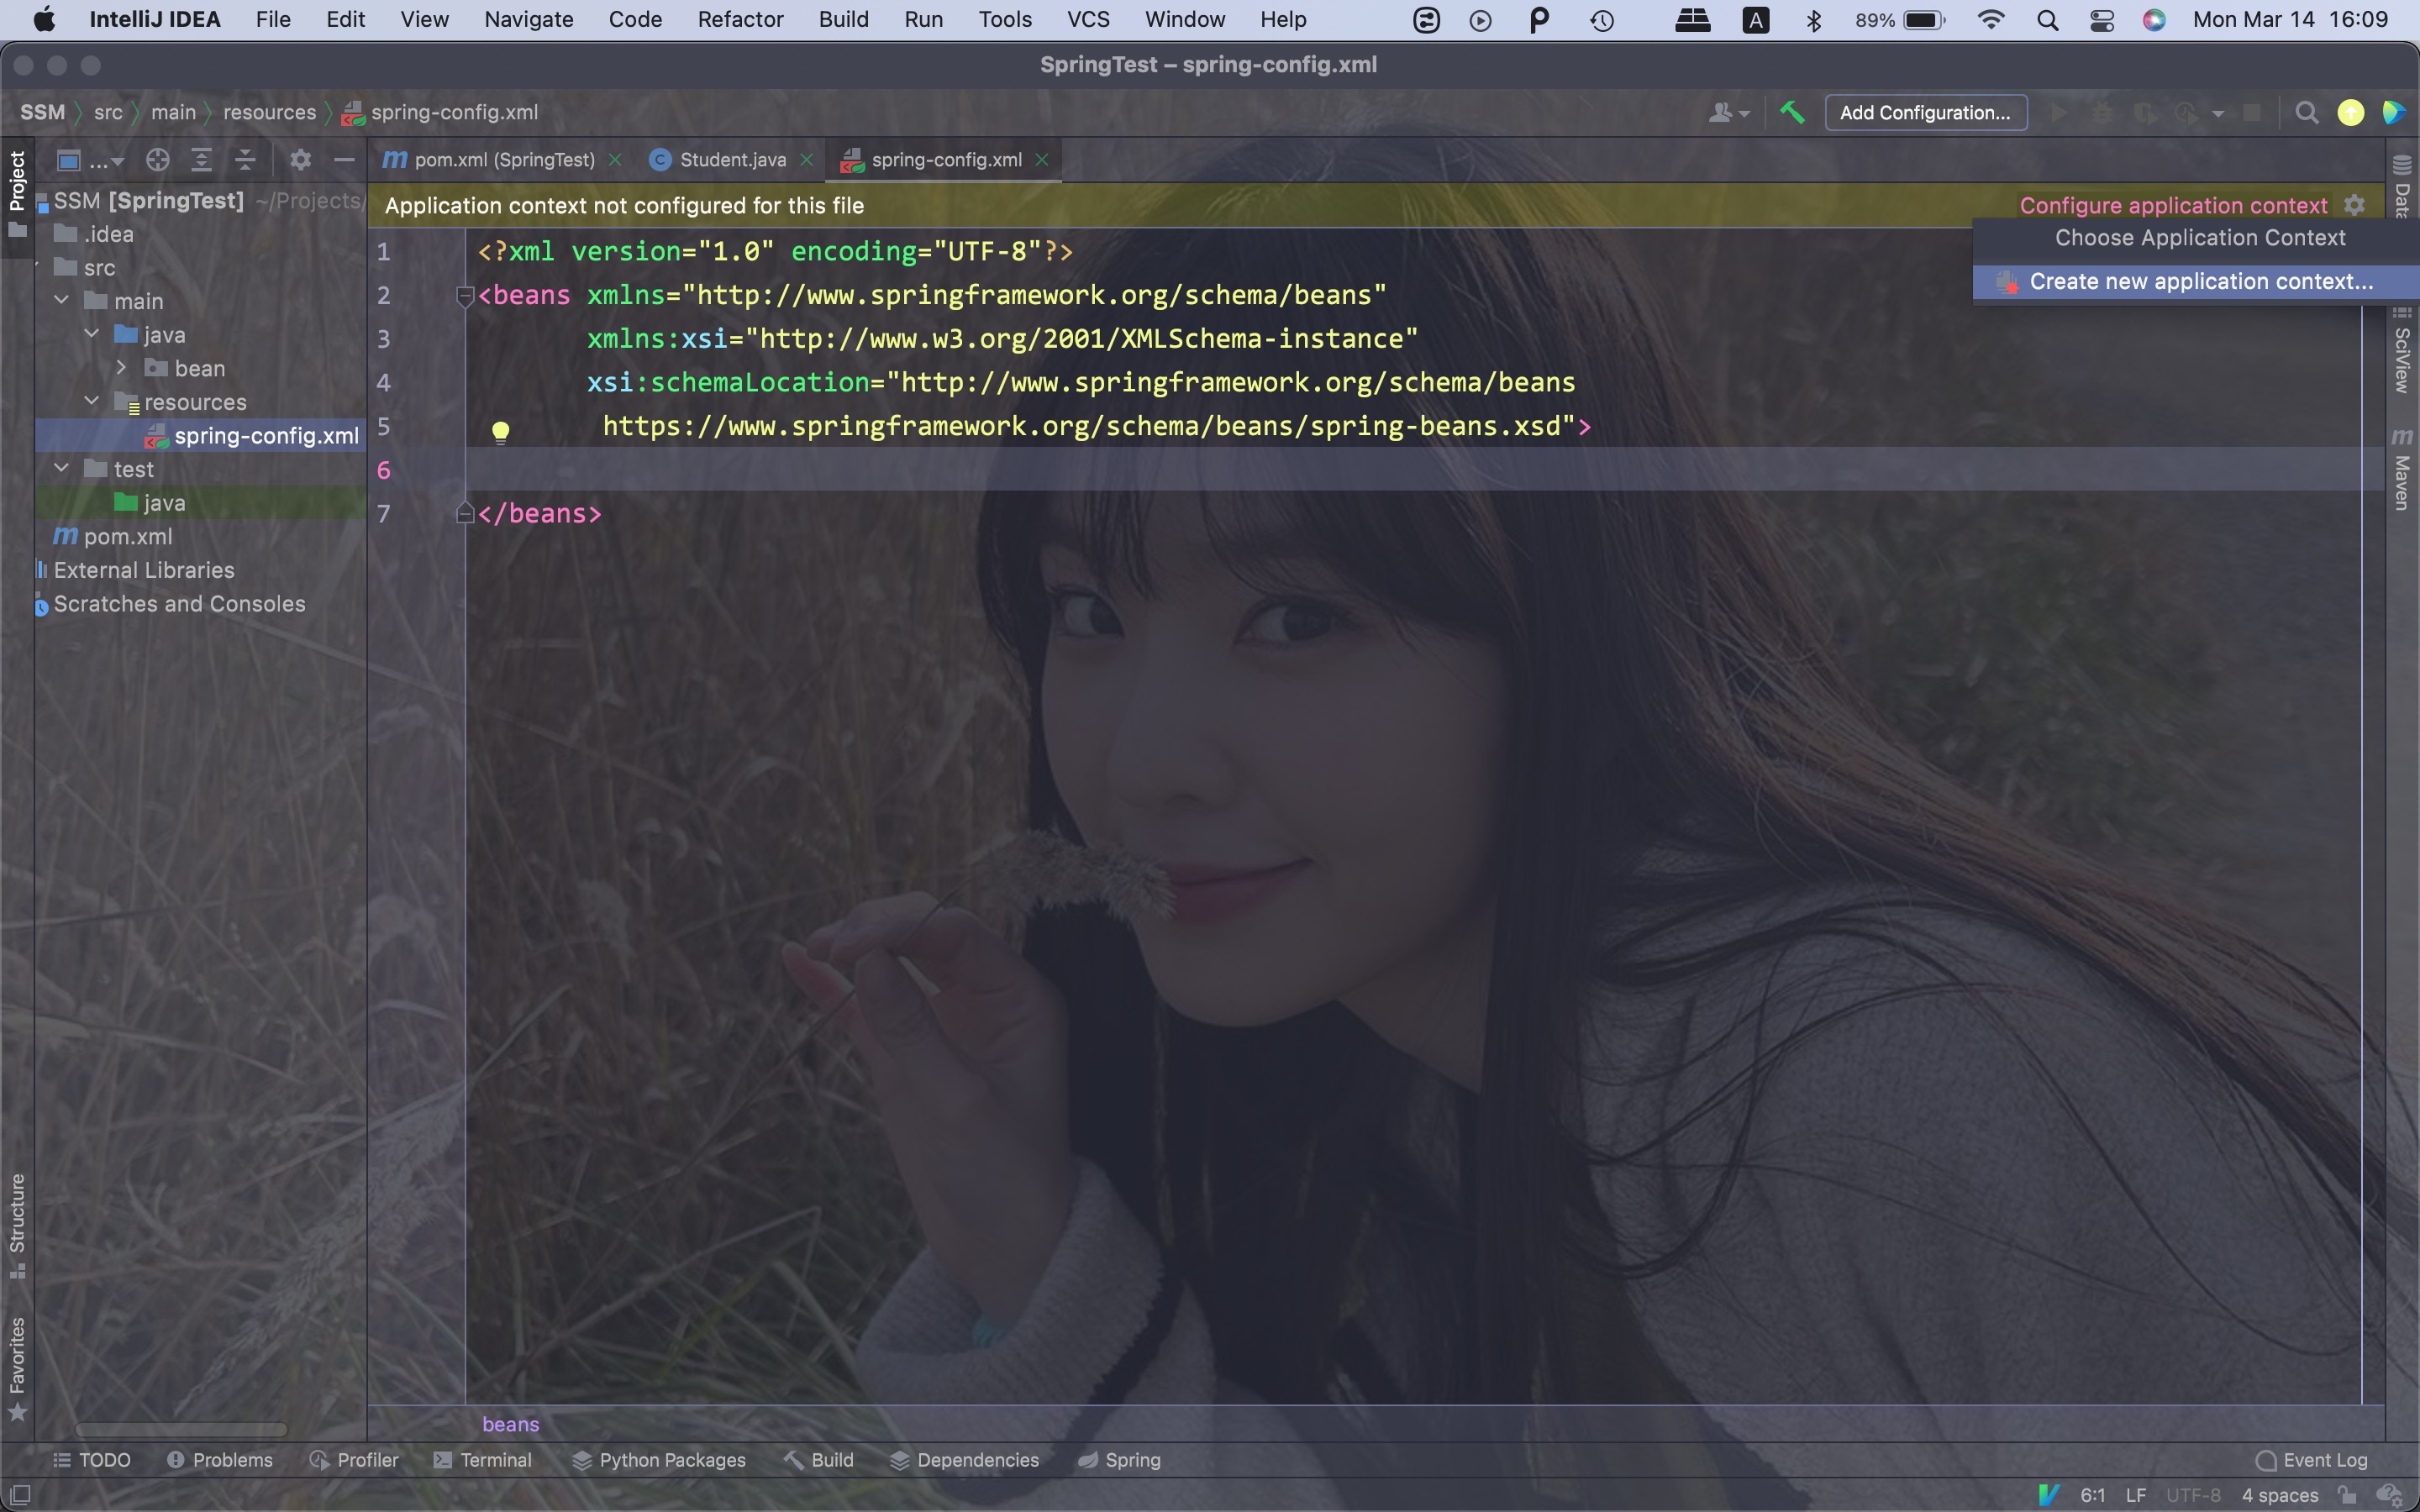 IntelliJ IDEA File Edit View Navigate Code Refactor Build Run Tools VCS Window Help A 89% Mon Mar 14 16:09
SpringTest – spring-config.xml
SSM src main resources spring-config.xml Add Configuration...
Project ... pom.xml (SpringTest) Student.java spring-config.xml
SSM [SpringTest] ~/Projects/
Application context not configured for this file Configure application context
Choose Application Context
Create new application context...
.idea
src
main
java
bean
resources
spring-config.xml
test
java
pom.xml
External Libraries
Scratches and Consoles
1 <?xml version="1.0" encoding="UTF-8"?>
2 <beans xmlns="http://www.springframework.org/schema/beans"
3 xmlns:xsi="http://www.w3.org/2001/XMLSchema-instance"
4 xsi:schemaLocation="http://www.springframework.org/schema/beans
5 https://www.springframework.org/schema/beans/spring-beans.xsd">
6
7 </beans>
Data
SciView
Maven
Structure
Favorites
beans
TODO Problems Profiler Terminal Python Packages Build Dependencies Spring Event Log
6:1 LF UTF-8 4 spaces